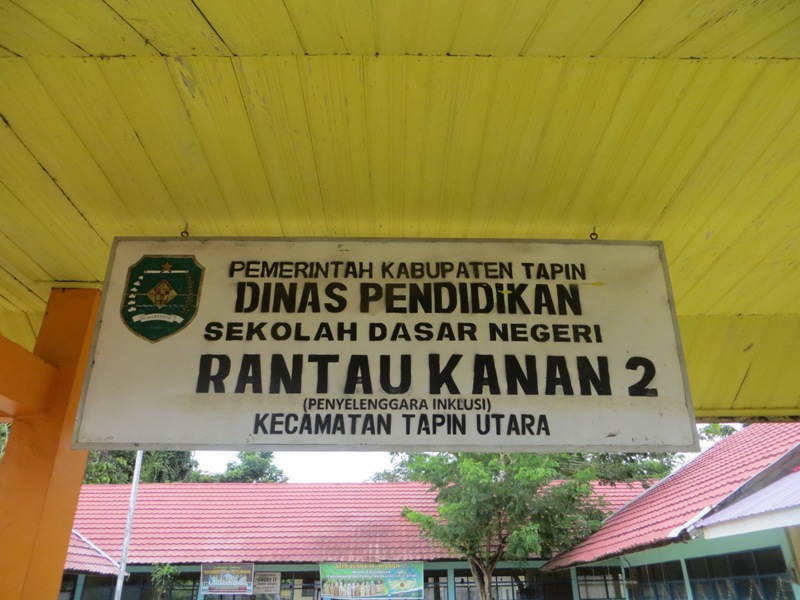 PEMERINTAH KABUPATEN TAPIN
DINAS PENDIDIKAN
SEKOLAH DASAR NEGERI
RANTAU KANAN 2
(PENYELENGGARA INKLUSI)
KECAMATAN TAPIN UTARA